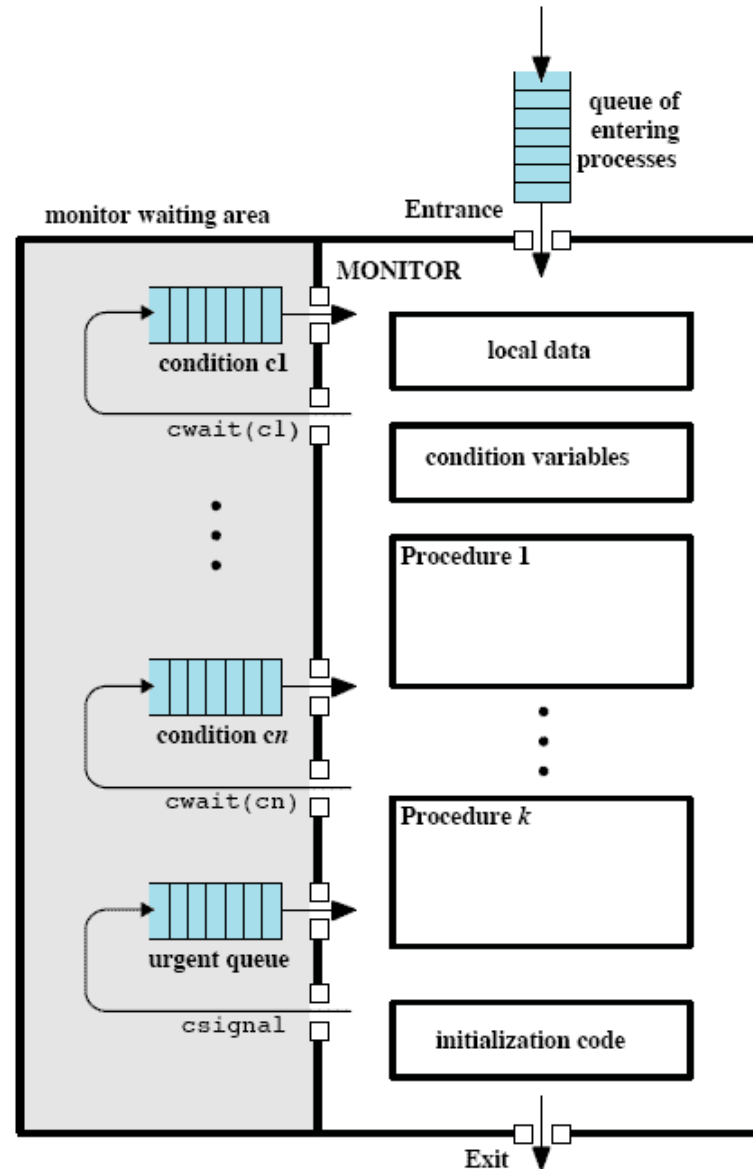 queue of
entering
processes
Entrance
monitor waiting area
MONITOR
condition c1
cwait(c1)
local data
condition variables
Procedure 1
condition cn
cwait(cn)
Procedure k
urgent queue
csignal
initialization code
Exit